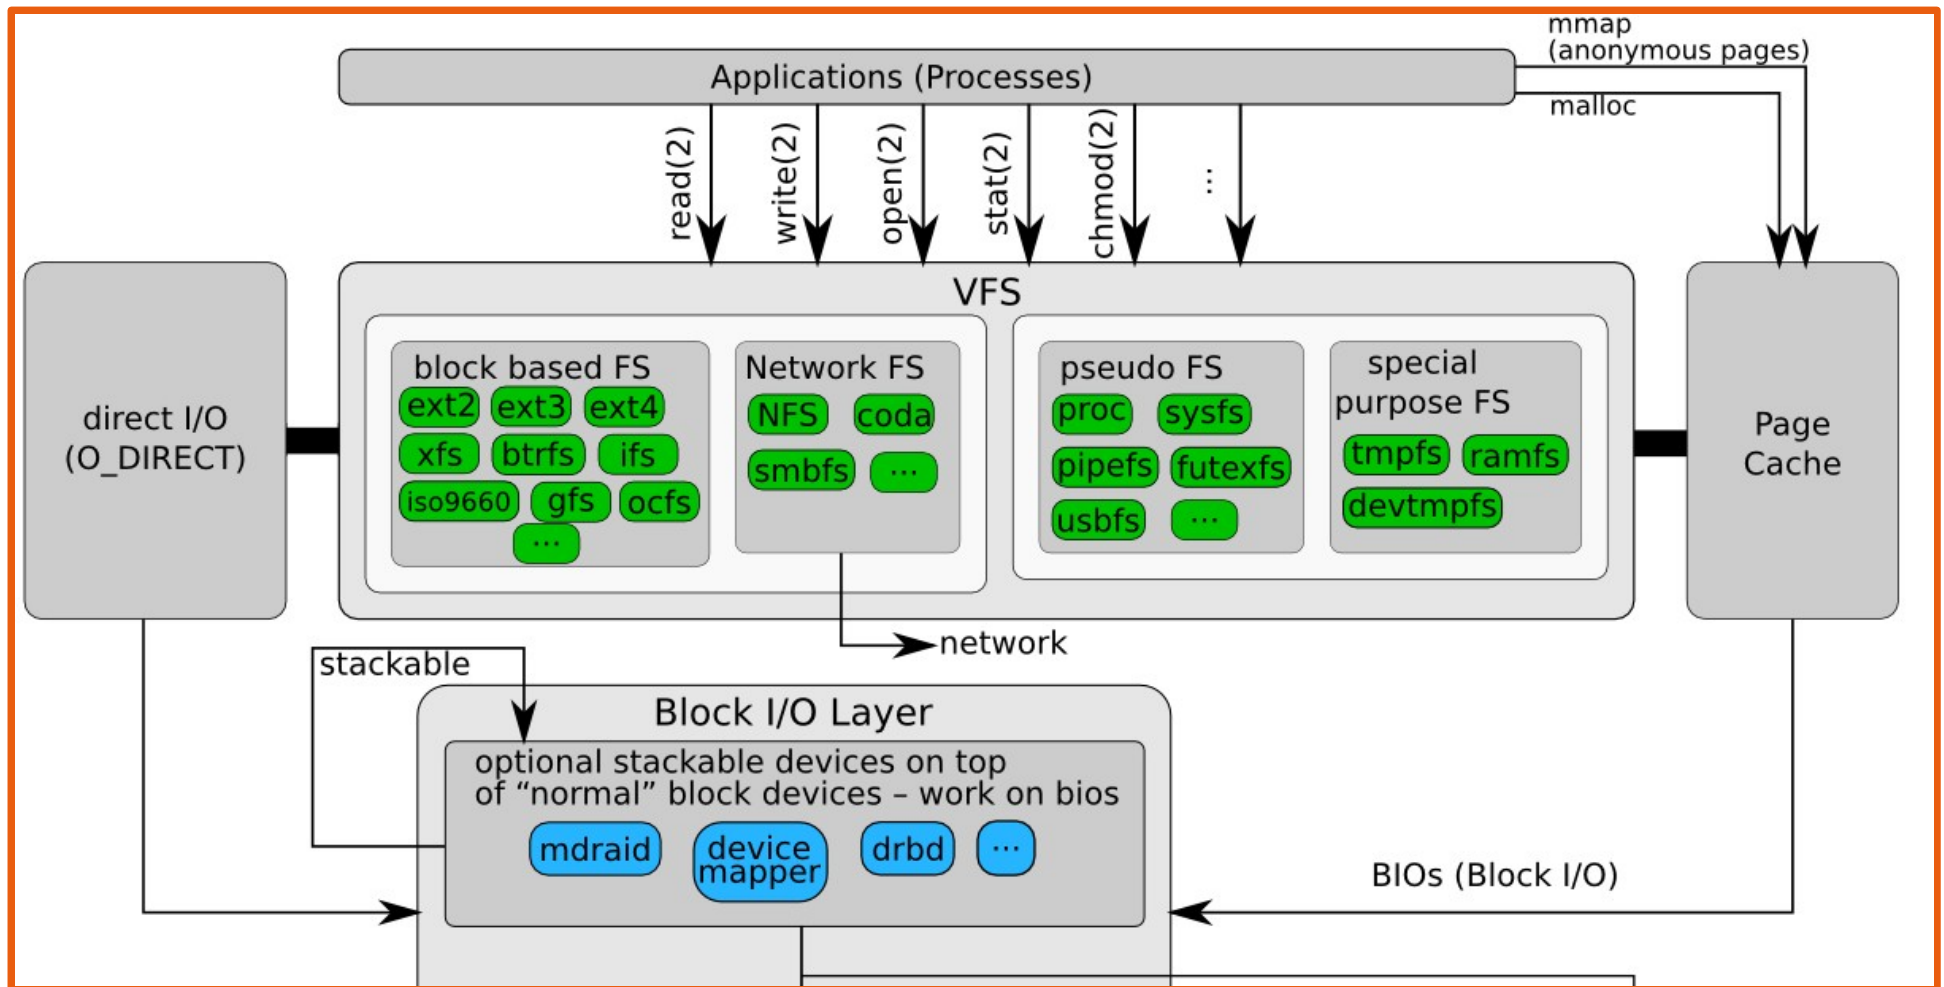 mmap
(anonymous pages)
Applications (Processes)
malloc
read(2)
write(2)
open(2)
stat(2)
chmod(2)
...
VFS
direct I/O
(O_DIRECT)
block based FS
ext2 ext3 ext4
xfs btrfs ifs
iso9660 gfs ocfs
...
Network FS
NFS coda
smbfs ...
pseudo FS
proc sysfs
pipefs futexfs
usbfs ...
special
purpose FS
tmpfs ramfs
devtmpfs
Page
Cache
network
stackable
Block I/O Layer
optional stackable devices on top
of “normal” block devices – work on bios
mdraid
device
mapper
drbd
...
BIOs (Block I/O)